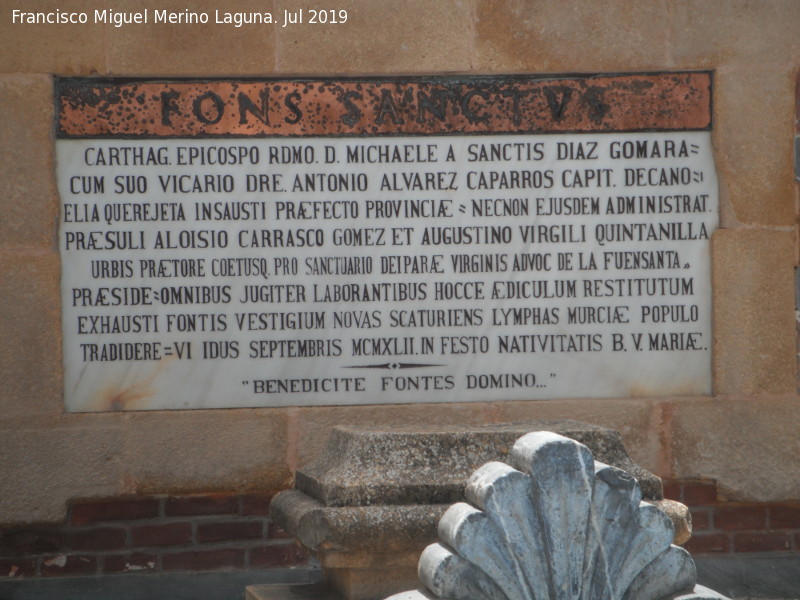 Francisco Miguel Merino Laguna. Jul 2019
FONS SANCTVS
CARTHAG. EPICOSPO RDMO. D. MICHAELE A SANCTIS DIAZ GOMARA=
CUM SUO VICARIO DRE. ANTONIO ALVAREZ CAPARROS CAPIT. DECANO=
ELIA QUEREJETA INSAUSTI PRÆFECTO PROVINCIÆ = NECNON EJUSDEM ADMINISTRAT.
PRÆSULI ALOISIO CARRASCO GOMEZ ET AUGUSTINO VIRGILI QUINTANILLA
URBIS PRÆTORE COETUSQ. PRO SANCTUARIO DEIPARÆ VIRGINIS ADVOC DE LA FUENSANTA.
PRÆSIDE=OMNIBUS JUGITER LABORANTIBUS HOCCE ÆDICULUM RESTITUTUM
EXHAUSTI FONTIS VESTIGIUM NOVAS SCATURIENS LYMPHAS MURCIÆ POPULO
TRADIDERE=VI IDUS SEPTEMBRIS MCMXLII. IN FESTO NATIVITATIS B. V. MARIÆ.
"BENEDICITE FONTES DOMINO..."